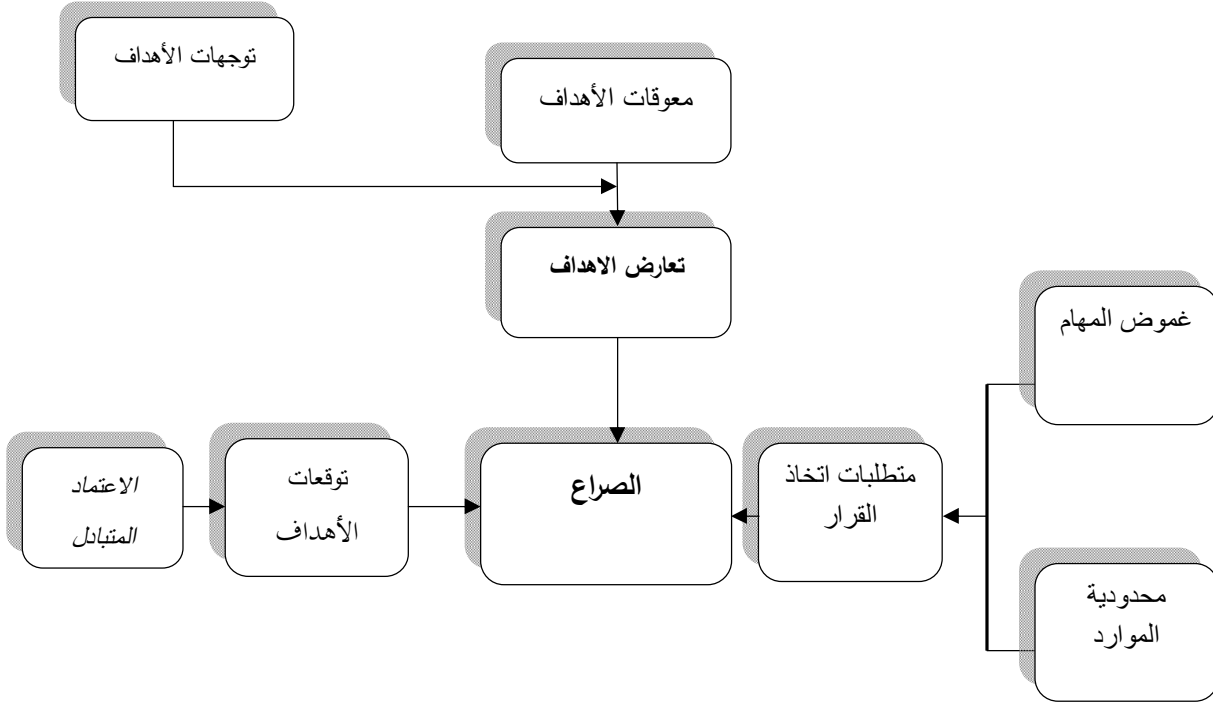 توجهات الأهداف
معوقات الأهداف
تعارض الاهداف
غموض المهام
متطلبات اتخاذ
القرار
الصراع
توقعات
الأهداف
الاعتماد
المتبادل
محدودية
الموارد